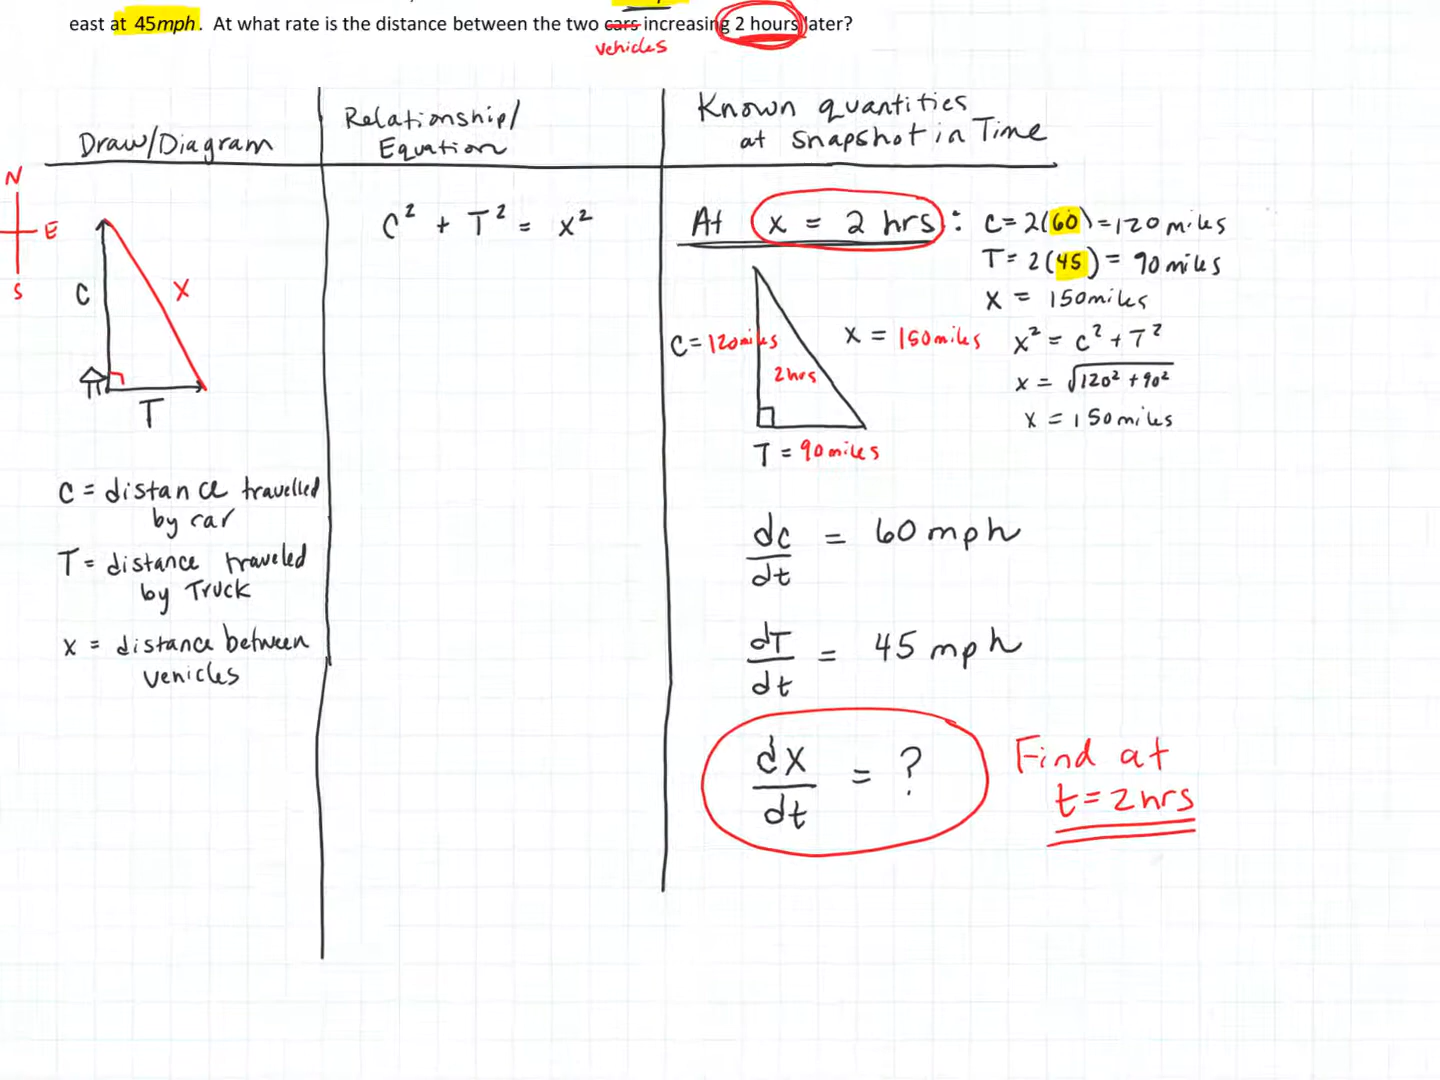 east at 45mph. At what rate is the distance between the two cars increasing 2 hours later?
vehicles
Draw/Diagram
Relationship/
Equation
Known quantities
at Snapshot in Time
N
E
S
C
X
T
C = distance travelled
by car
T = distance traveled
by Truck
x = distance between
vehicles
C² + T² = x²
At x = 2 hrs:
C = 2(60) = 120 miles
T = 2(45) = 90 miles
x = 150 miles
C = 120 miles
x = 150 miles
2 hrs
T = 90 miles
x² = C² + T²
x = √120² + 90²
x = 150 miles
dc/dt = 60 mph
dT/dt = 45 mph
dx/dt = ?
Find at
t = 2 hrs